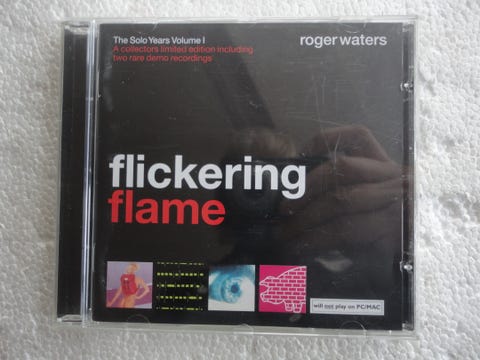 The Solo Years Volume I
A collectors limited edition including
two rare demo recordings
roger waters
flickering
flame
will not play on PC/MAC